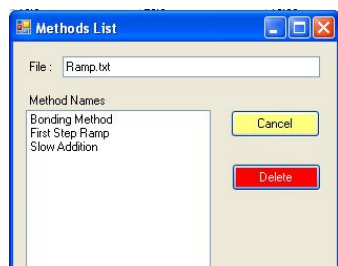 Methods List
File : Ramp.txt
Method Names
Bonding Method
First Step Ramp
Slow Addition
Cancel
Delete